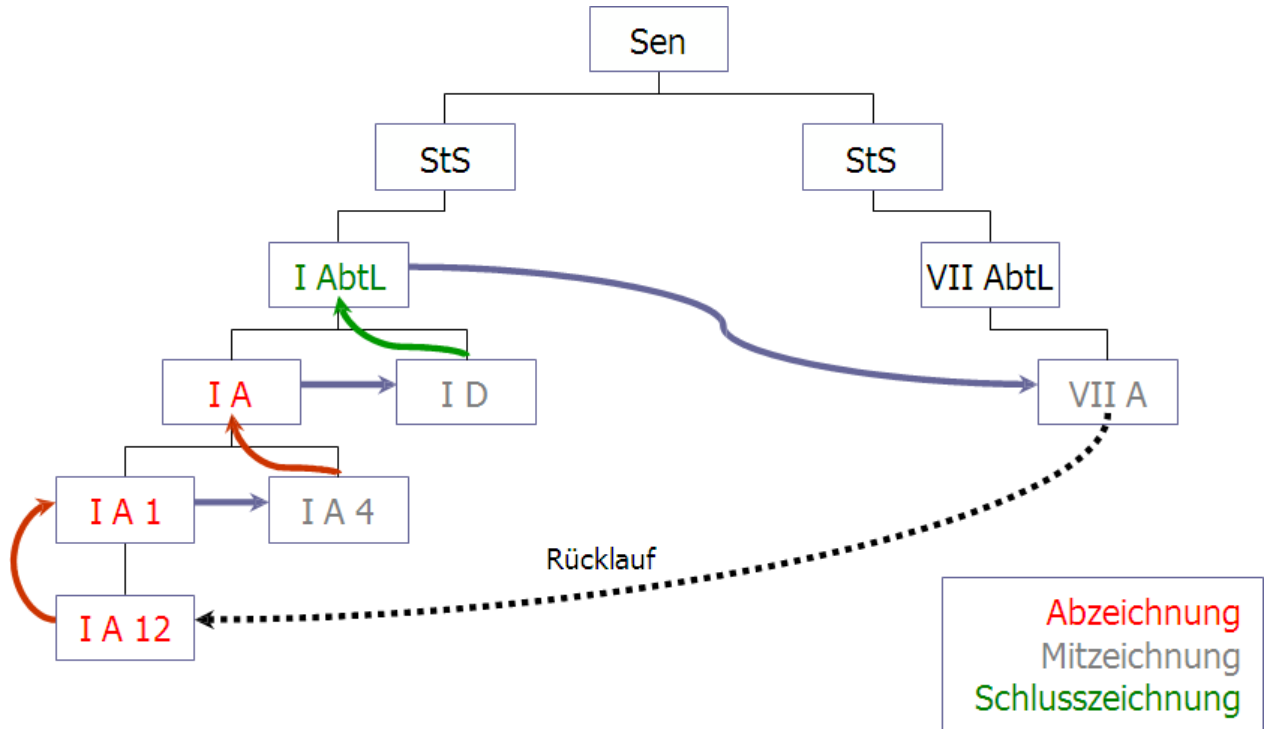 Sen
StS
StS
I AbtL
VII AbtL
I A
I D
VII A
I A 1
I A 4
Rücklauf
I A 12
Abzeichnung
Mitzeichnung
Schlusszeichnung